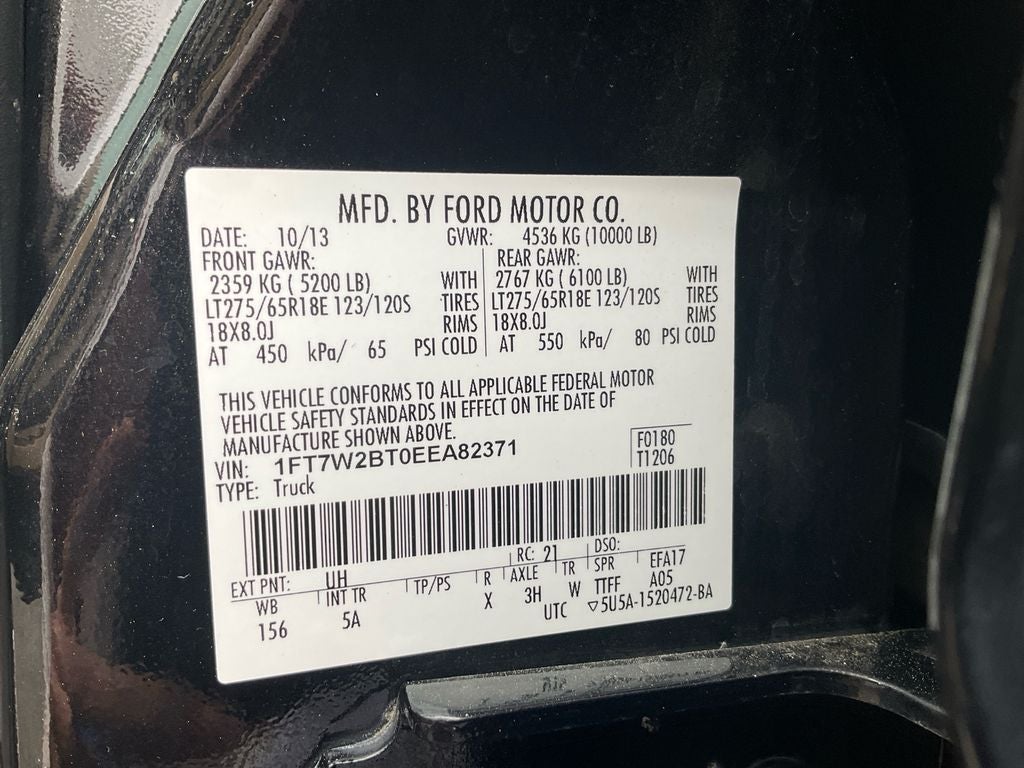 MFD. BY FORD MOTOR CO.
DATE: 10/13 GVWR: 4536 KG (10000 LB)
FRONT GAWR: REAR GAWR:
2359 KG ( 5200 LB) WITH 2767 KG ( 6100 LB) WITH
LT275/65R18E 123/120S TIRES LT275/65R18E 123/120S TIRES
18X8.0J RIMS 18X8.0J RIMS
AT 450 kPa/ 65 PSI COLD AT 550 kPa/ 80 PSI COLD
THIS VEHICLE CONFORMS TO ALL APPLICABLE FEDERAL MOTOR
VEHICLE SAFETY STANDARDS IN EFFECT ON THE DATE OF
MANUFACTURE SHOWN ABOVE.
VIN: 1FT7W2BT0EEA82371 F0180
TYPE: Truck T1206
EXT PNT: UH RC: 21 DSO:
WB INT TR TP/PS R AXLE TR SPR EFA17
156 5A X 3H W TTFF A05
UTC ▽5U5A-1520472-BA